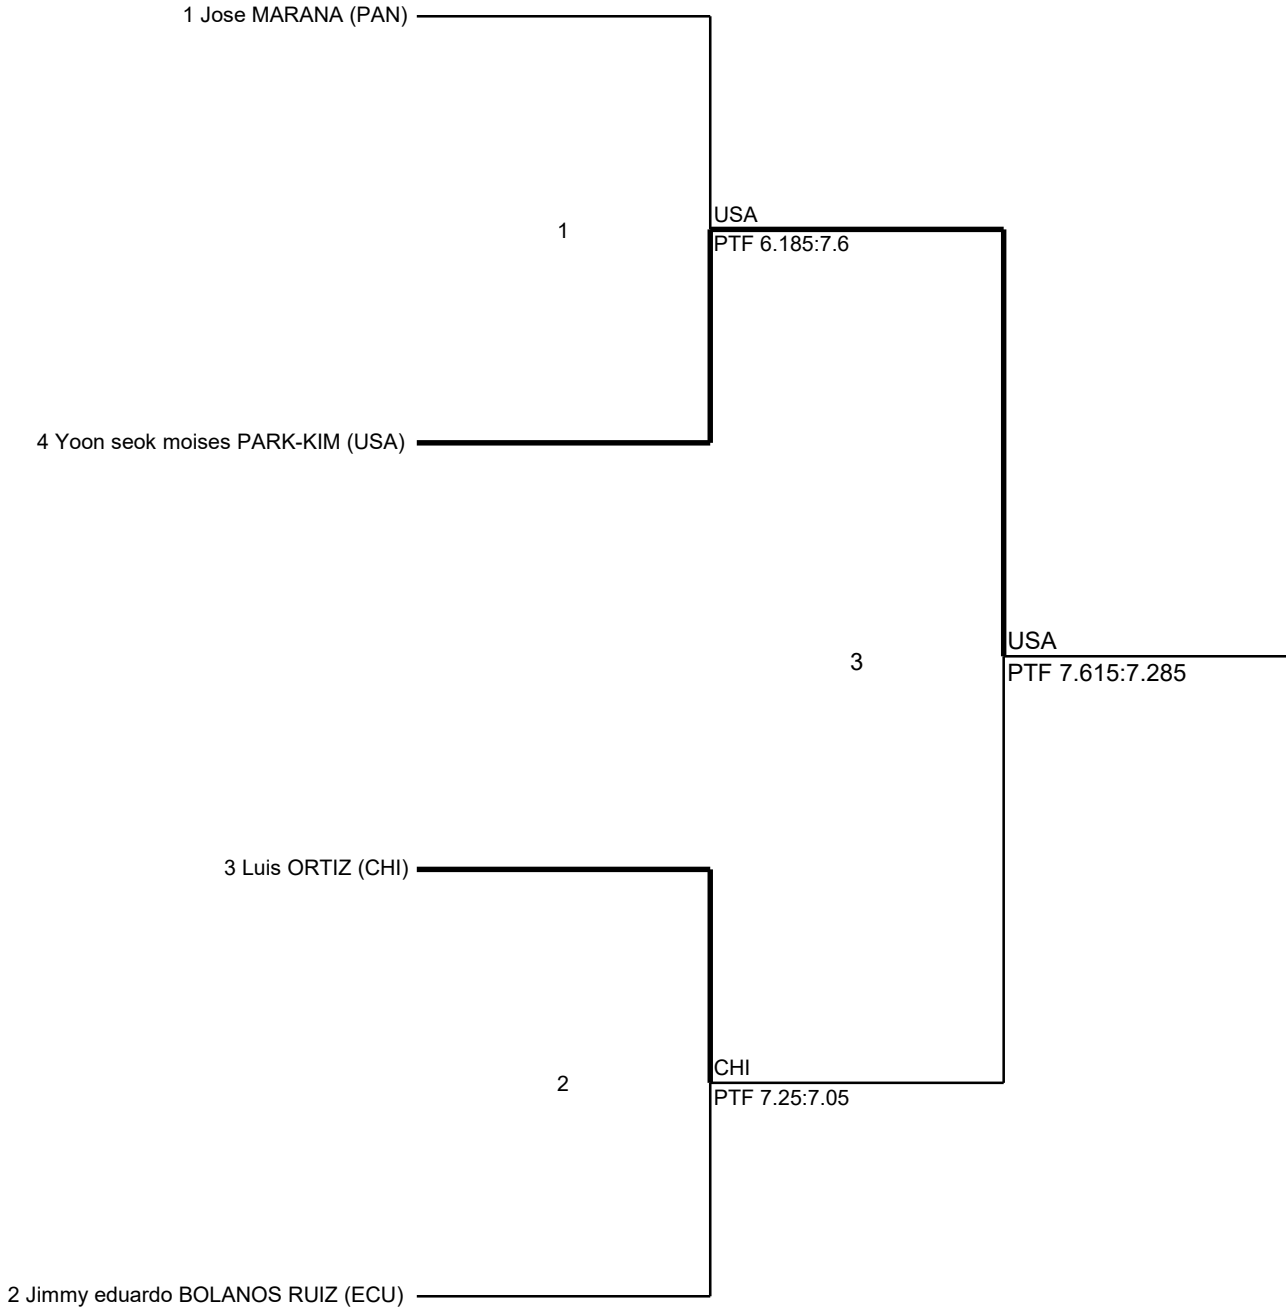 1 Jose MARANA (PAN)
USA
1
PTF 6.185:7.6
4 Yoon seok moises PARK-KIM (USA)
USA
3
PTF 7.615:7.285
3 Luis ORTIZ (CHI)
CHI
2
PTF 7.25:7.05
2 Jimmy eduardo BOLANOS RUIZ (ECU)